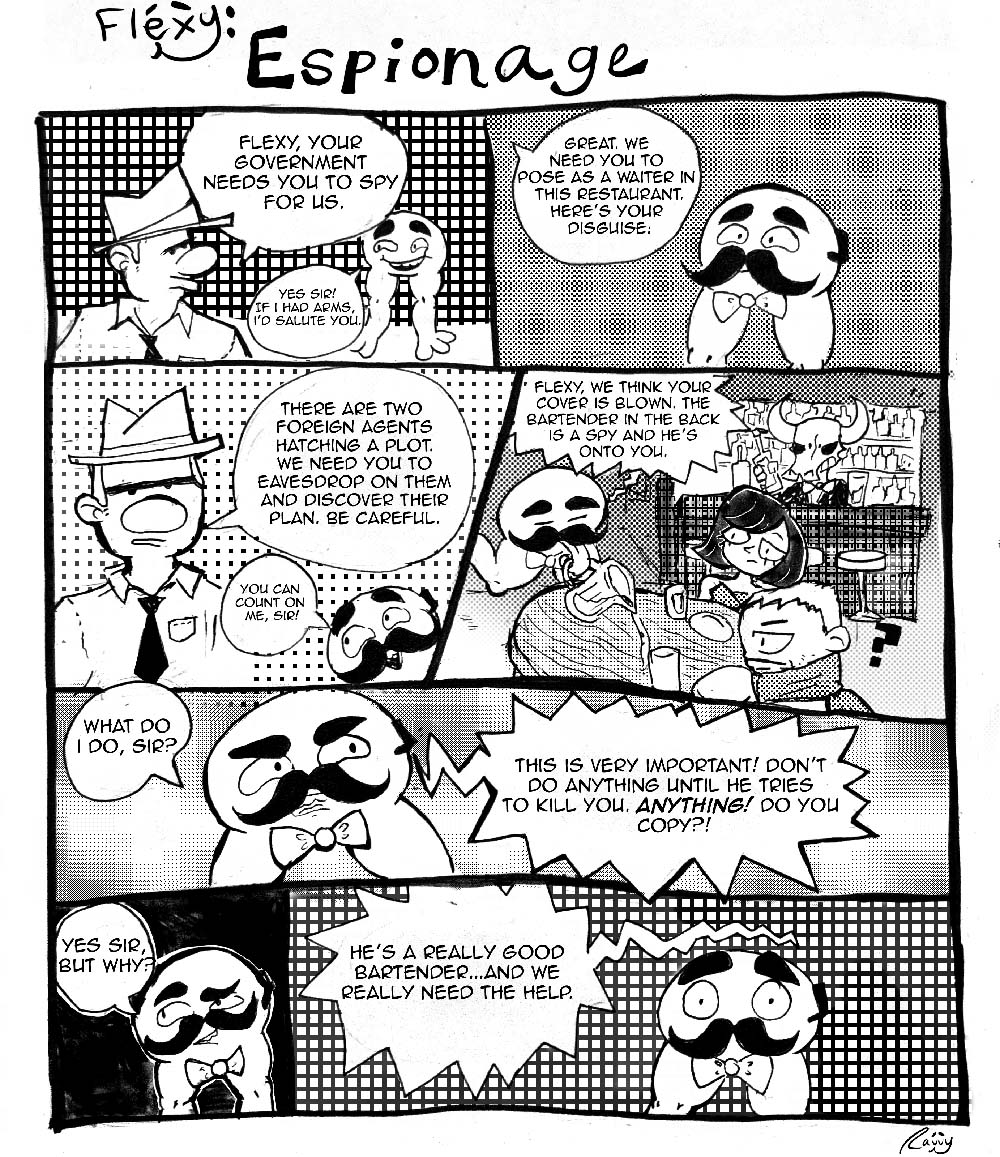 Flexy:
Espionage
FLEXY, YOUR
GOVERNMENT
NEEDS YOU TO SPY
FOR US.
YES SIR!
IF I HAD ARMS,
I'D SALUTE YOU.
GREAT. WE
NEED YOU TO
POSE AS A WAITER IN
THIS RESTAURANT.
HERE'S YOUR
DISGUISE.
THERE ARE TWO
FOREIGN AGENTS
HATCHING A PLOT.
WE NEED YOU TO
EAVESDROP ON THEM
AND DISCOVER THEIR
PLAN. BE CAREFUL.
YOU CAN
COUNT ON
ME, SIR!
FLEXY, WE THINK YOUR
COVER IS BLOWN. THE
BARTENDER IN THE BACK
IS A SPY AND HE'S
ONTO YOU.
?
WHAT DO
I DO, SIR?
THIS IS VERY IMPORTANT! DON'T
DO ANYTHING UNTIL HE TRIES
TO KILL YOU. ANYTHING! DO YOU
COPY?!
YES SIR,
BUT WHY?
HE'S A REALLY GOOD
BARTENDER...AND WE
REALLY NEED THE HELP.